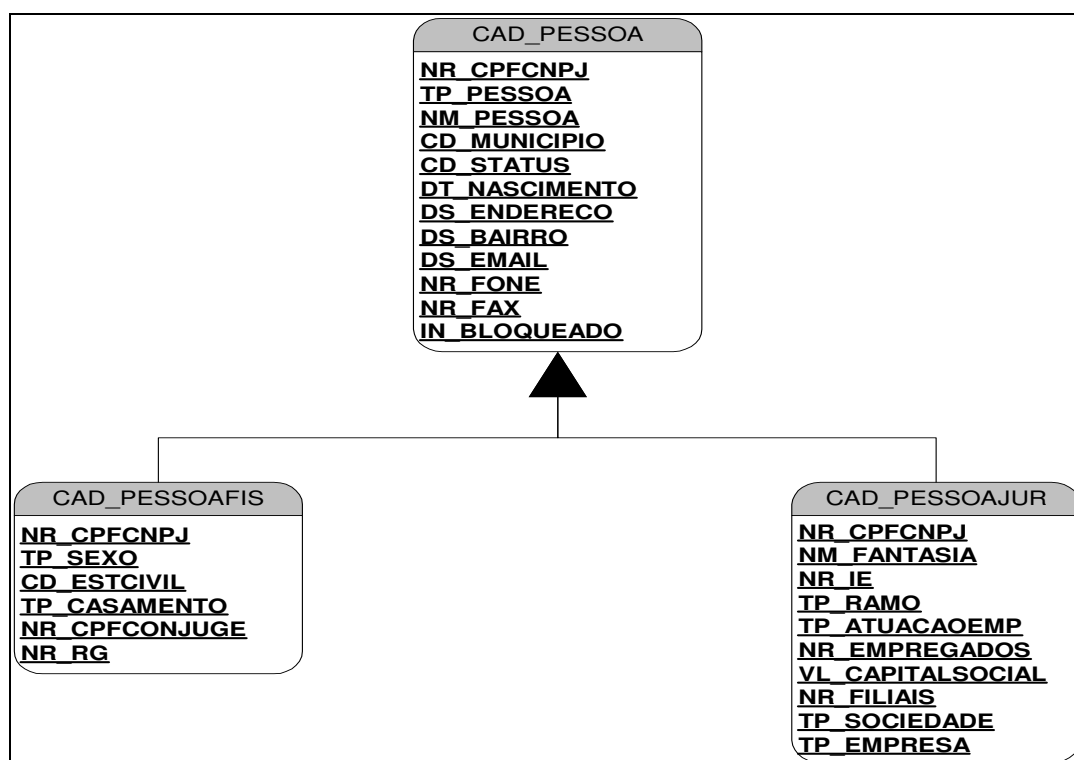 CAD_PESSOA
NR_CPFCNPJ
TP_PESSOA
NM_PESSOA
CD_MUNICIPIO
CD_STATUS
DT_NASCIMENTO
DS_ENDERECO
DS_BAIRRO
DS_EMAIL
NR_FONE
NR_FAX
IN_BLOQUEADO
CAD_PESSOAFIS
NR_CPFCNPJ
TP_SEXO
CD_ESTCIVIL
TP_CASAMENTO
NR_CPFCONJUGE
NR_RG
CAD_PESSOAJUR
NR_CPFCNPJ
NM_FANTASIA
NR_IE
TP_RAMO
TP_ATUACAOEMP
NR_EMPREGADOS
VL_CAPITALSOCIAL
NR_FILIAIS
TP_SOCIEDADE
TP_EMPRESA